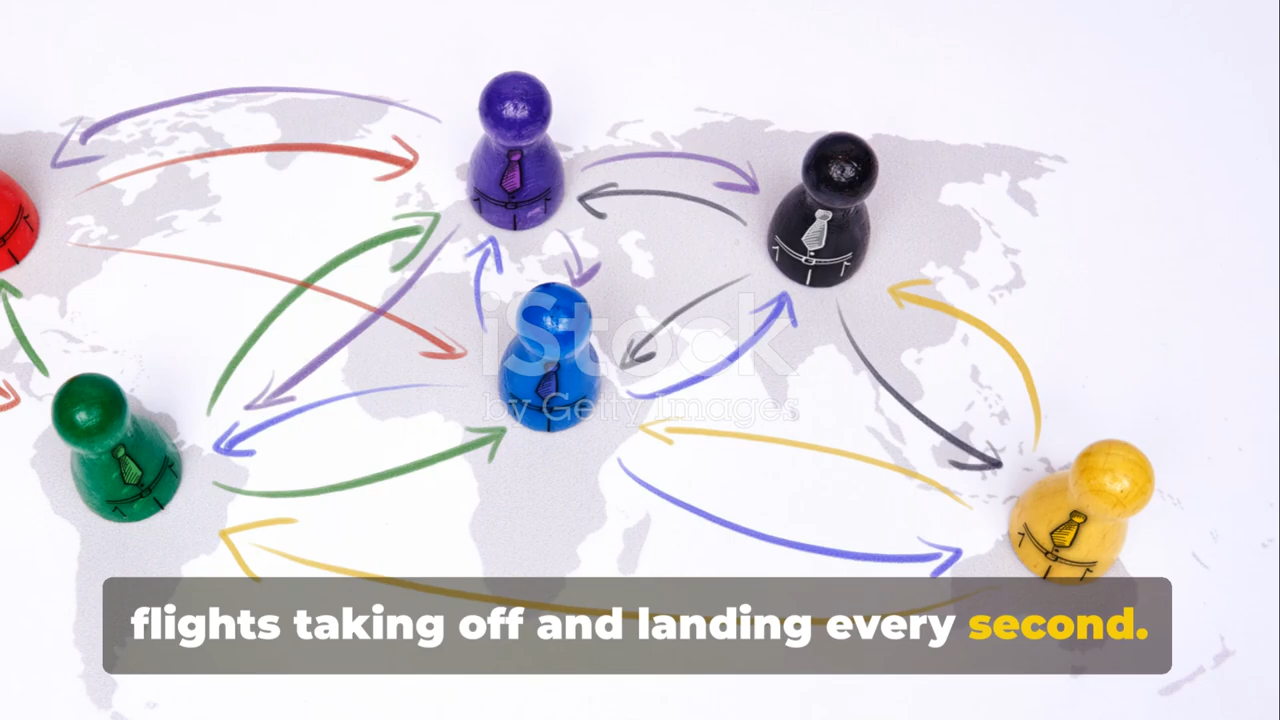 iStock
by Getty Images
flights taking off and landing every second.